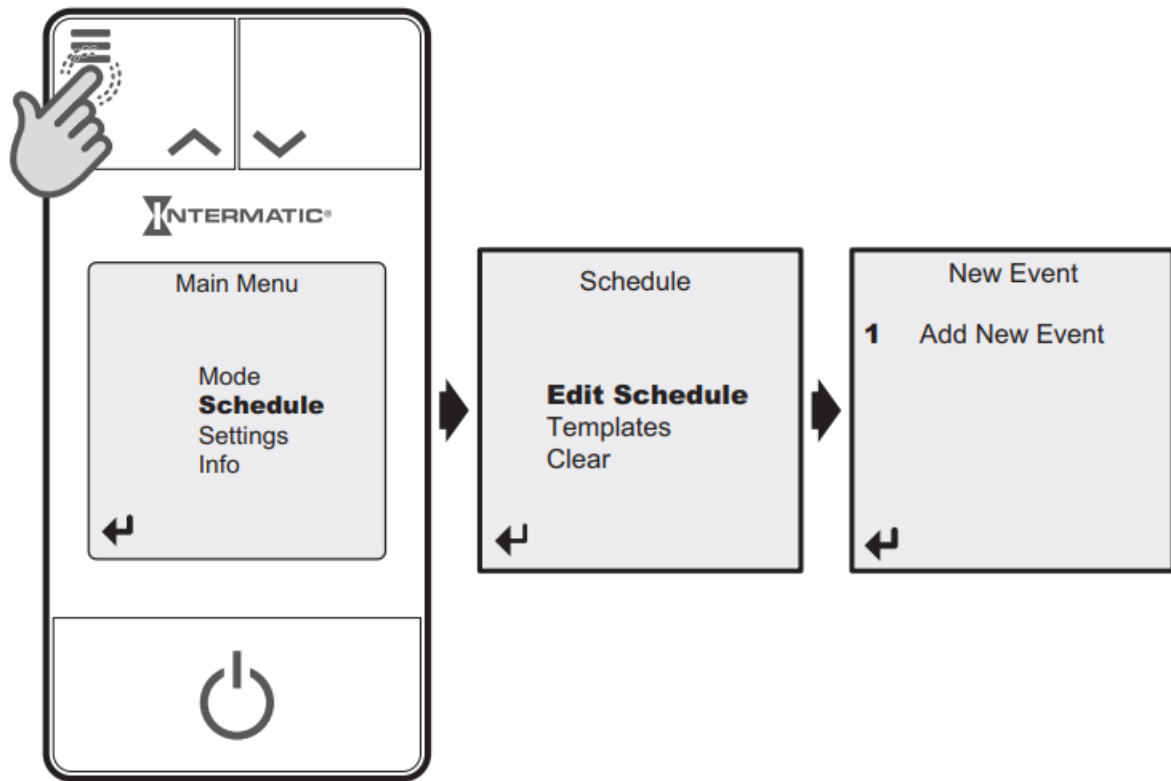 INTERMATIC®
Main Menu
Mode
Schedule
Settings
Info
Schedule
Edit Schedule
Templates
Clear
New Event
1 Add New Event